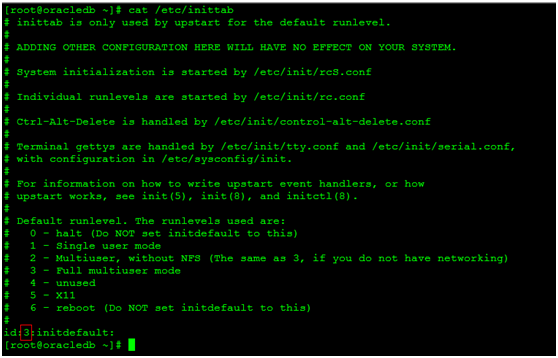 [root@oracledb ~]# cat /etc/inittab
# inittab is only used by upstart for the default runlevel.
#
# ADDING OTHER CONFIGURATION HERE WILL HAVE NO EFFECT ON YOUR SYSTEM.
#
# System initialization is started by /etc/init/rcS.conf
#
# Individual runlevels are started by /etc/init/rc.conf
#
# Ctrl-Alt-Delete is handled by /etc/init/control-alt-delete.conf
#
# Terminal gettys are handled by /etc/init/tty.conf and /etc/init/serial.conf,
# with configuration in /etc/sysconfig/init.
#
# For information on how to write upstart event handlers, or how
# upstart works, see init(5), init(8), and initctl(8).
#
# Default runlevel. The runlevels used are:
#   0 - halt (Do NOT set initdefault to this)
#   1 - Single user mode
#   2 - Multiuser, without NFS (The same as 3, if you do not have networking)
#   3 - Full multiuser mode
#   4 - unused
#   5 - X11
#   6 - reboot (Do NOT set initdefault to this)
#
id:3:initdefault:
[root@oracledb ~]#